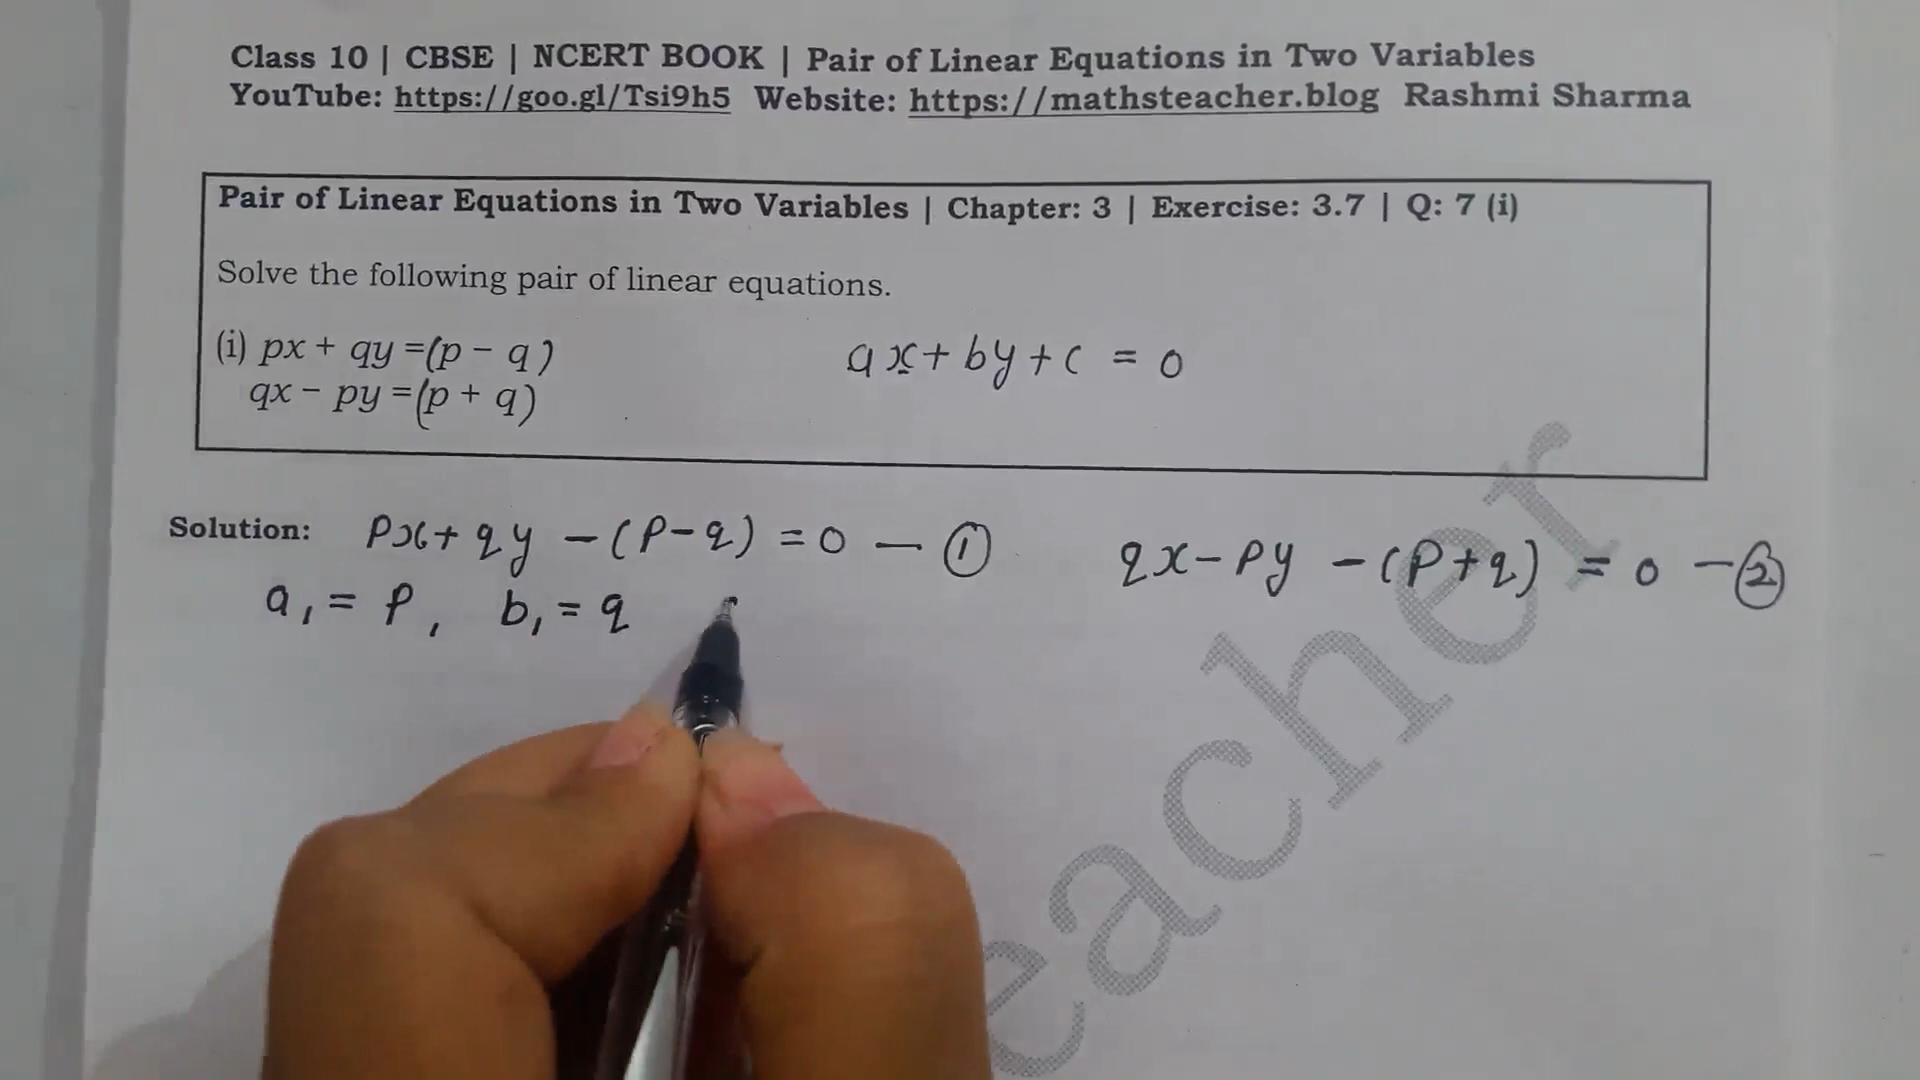 Class 10 | CBSE | NCERT BOOK | Pair of Linear Equations in Two Variables
YouTube: https://goo.gl/Tsi9h5 Website: https://mathsteacher.blog Rashmi Sharma
Pair of Linear Equations in Two Variables | Chapter: 3 | Exercise: 3.7 | Q: 7 (i)
Solve the following pair of linear equations.
(i) px + qy =(p − q)
ax + by + c = 0
qx − py =(p + q)
Solution: px + qy − (p − q) = 0 — ①
qx − py − (p + q) = 0 — ②
a₁ = p, b₁ = q
eacher